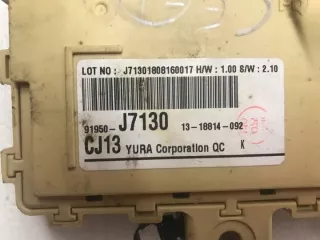 LOT NO : J71301808160017 H/W : 1.00 S/W : 2.10
91950- J7130 13-18814-092
CJ13 YURA Corporation QC K